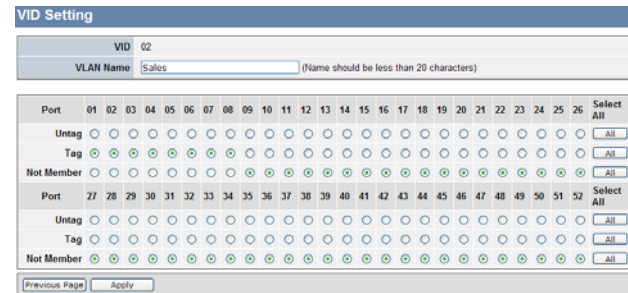 VID Setting
VID 02
VLAN Name Sales (Name should be less than 20 characters)
Port 01 02 03 04 05 06 07 08 09 10 11 12 13 14 15 16 17 18 19 20 21 22 23 24 25 26 Select All
Untag All
Tag All
Not Member All
Port 27 28 29 30 31 32 33 34 35 36 37 38 39 40 41 42 43 44 45 46 47 48 49 50 51 52 Select All
Untag All
Tag All
Not Member All
Previous Page Apply